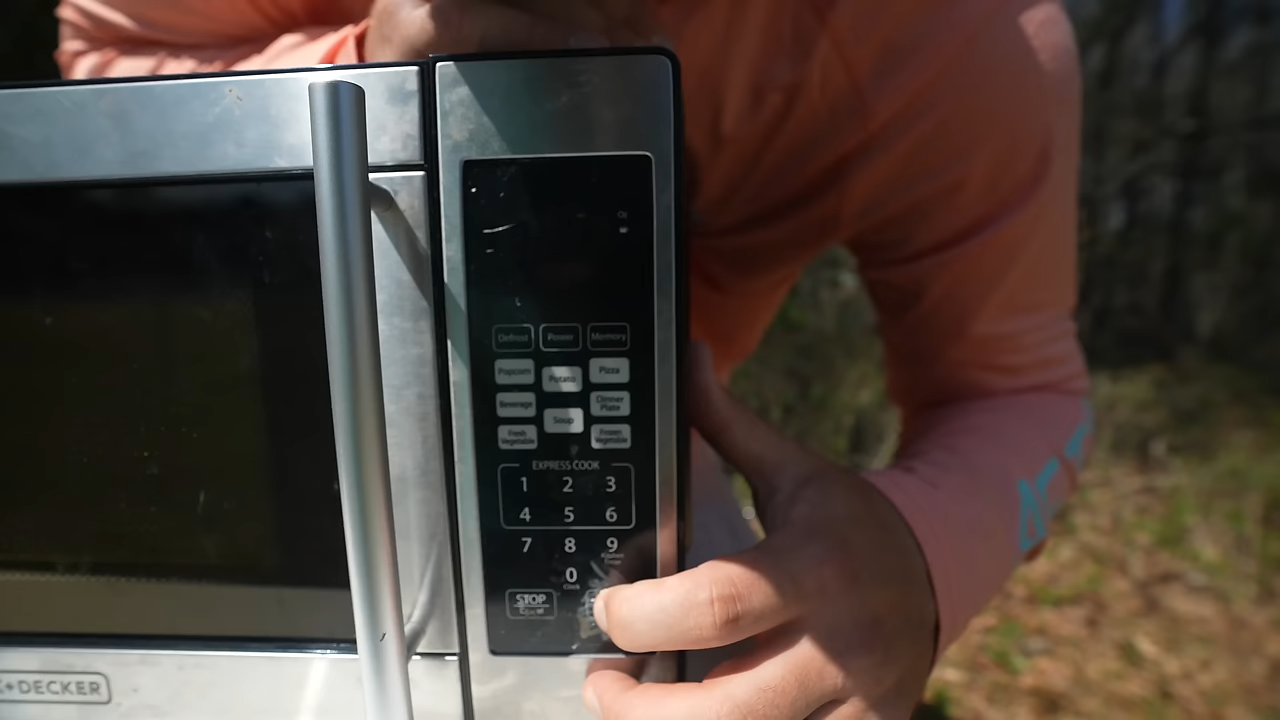 Defrost Power Memory
Popcorn Potato Pizza
Beverage Soup Dinner Plate
Fresh Vegetable Frozen Vegetable
EXPRESS COOK
1 2 3
4 5 6
7 8 9
0
Clock
STOP
+DECKER